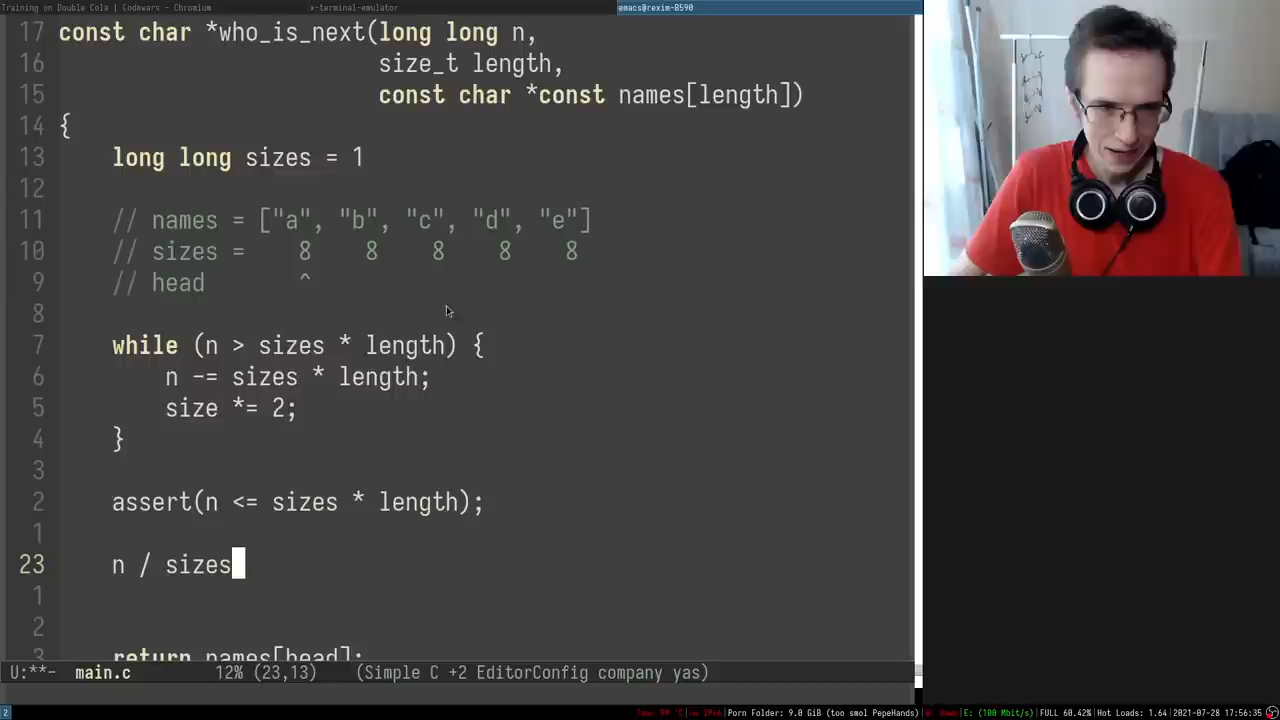 Training on Double Cola | Codewars - Chromium
x-terminal-emulator
emacs@rexim-B590
17 const char *who_is_next(long long n,
16 size_t length,
15 const char *const names[length])
14 {
13 long long sizes = 1
12
11 // names = ["a", "b", "c", "d", "e"]
10 // sizes = 8 8 8 8 8
9 // head ^
8
7 while (n > sizes * length) {
6 n -= sizes * length;
5 size *= 2;
4 }
3
2 assert(n <= sizes * length);
1
23 n / sizes
1
2
3 return names[head];
U:**- main.c 12% (23,13) (Simple C +2 EditorConfig company yas)
2
no IPv6 Porn Folder: 9.0 GiB (too smol PepeHands) W: down E: (100 Mbit/s) FULL 60.42% Hot Loads: 1.64 2021-07-28 17:56:35